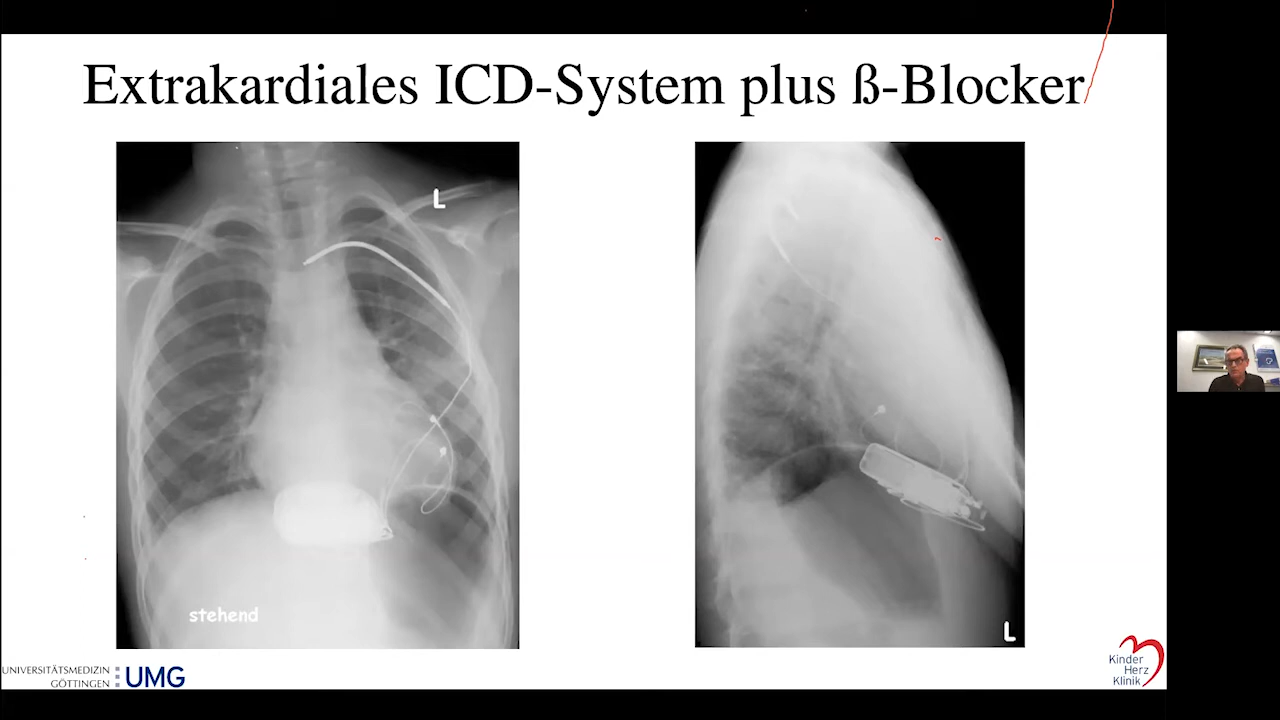 Extrakardiales ICD-System plus ß-Blocker
L
stehend
L
UNIVERSITÄTSMEDIZIN
GÖTTINGEN
UMG
Kinder
Herz
Klinik